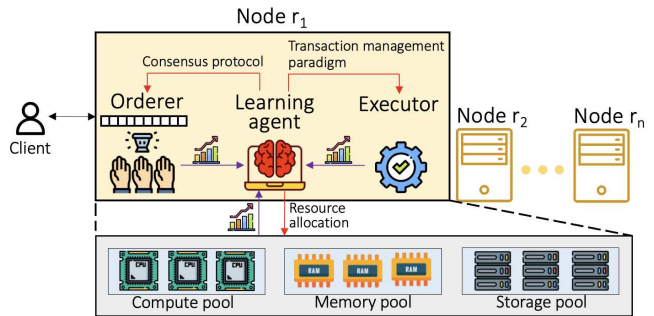 Node r1
Consensus protocol
Transaction management
paradigm
Orderer
Learning
agent
Executor
Client
Node r2
Node rn
Resource
allocation
CPU
CPU
CPU
RAM
RAM
RAM
Compute pool
Memory pool
Storage pool